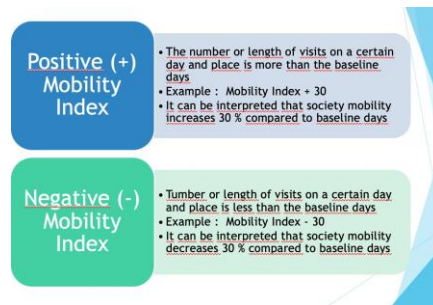 Positive (+)
Mobility
Index
• The number or length of visits on a certain
day and place is more than the baseline
days
• Example : Mobility Index + 30
• It can be interpreted that society mobility
increases 30 % compared to baseline days
Negative (-)
Mobility
Index
• Tumber or length of visits on a certain day
and place is less than the baseline days
• Example : Mobility Index - 30
• It can be interpreted that society mobility
decreases 30 % compared to baseline days